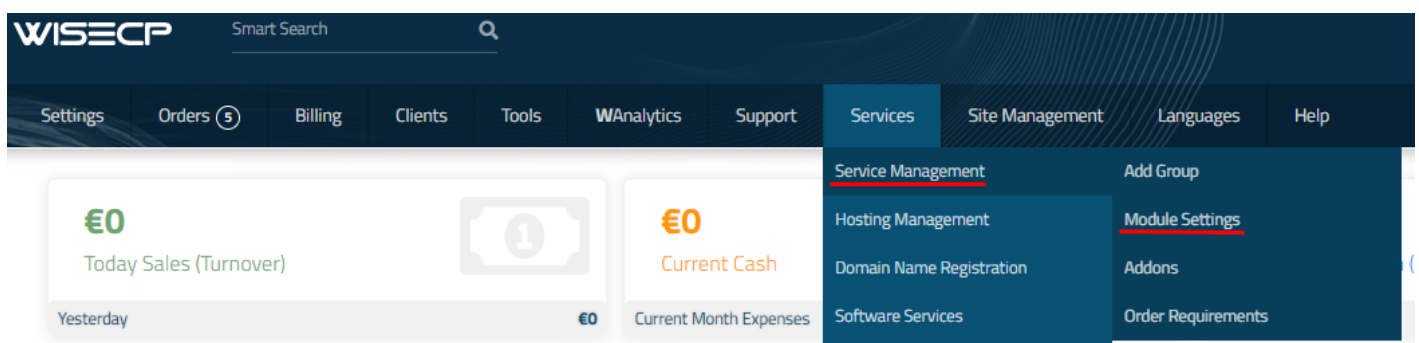 WISECP
Smart Search
Settings Orders 5 Billing Clients Tools WAnalytics Support Services Site Management Languages Help
Service Management Add Group
Hosting Management Module Settings
Domain Name Registration Addons
Software Services Order Requirements
€0
Today Sales (Turnover)
Yesterday €0
€0
Current Cash
Current Month Expenses